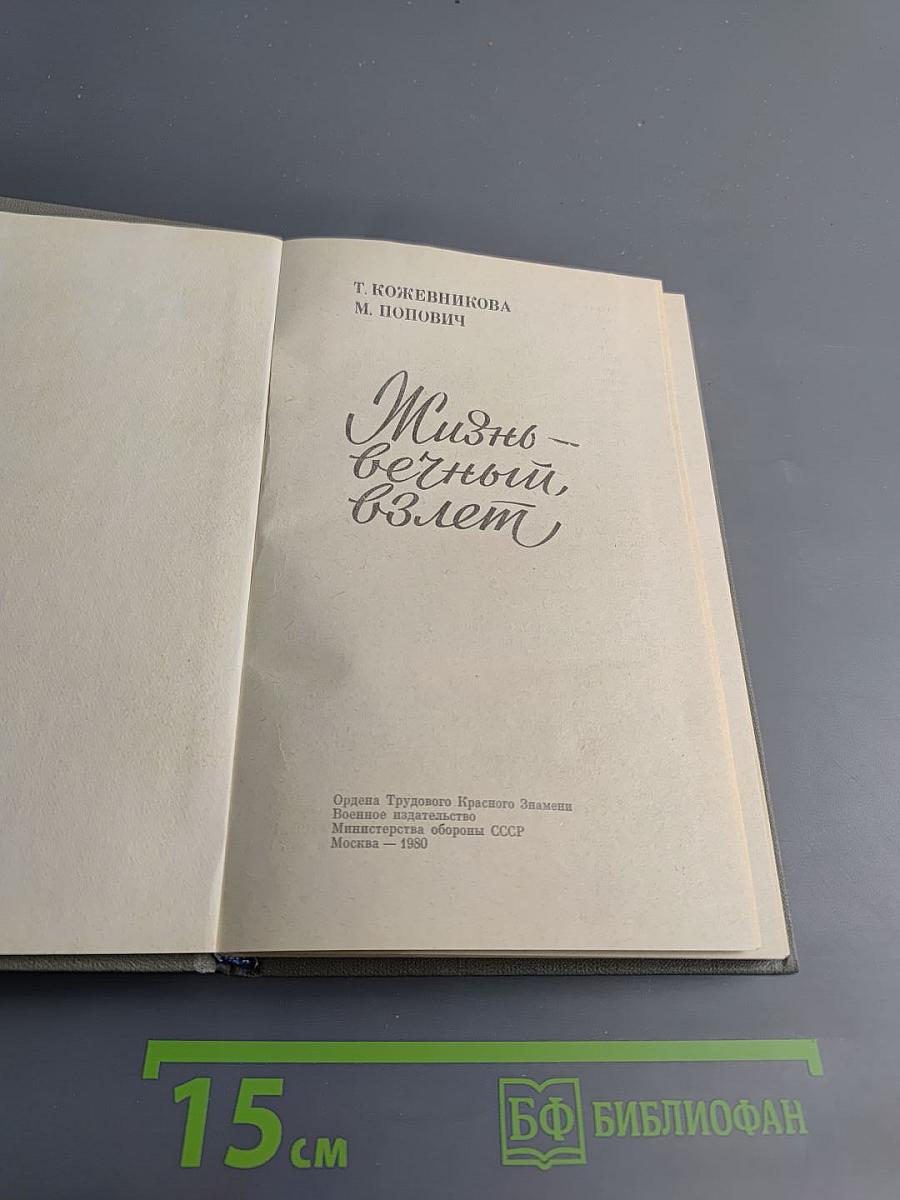 Т. КОЖЕВНИКОВА
М. ПОПОВИЧ
Жизнь —
вечный
взлет
Ордена Трудового Красного Знамени
Военное издательство
Министерства обороны СССР
Москва — 1980
15 см
БФ БИБЛИОФАН